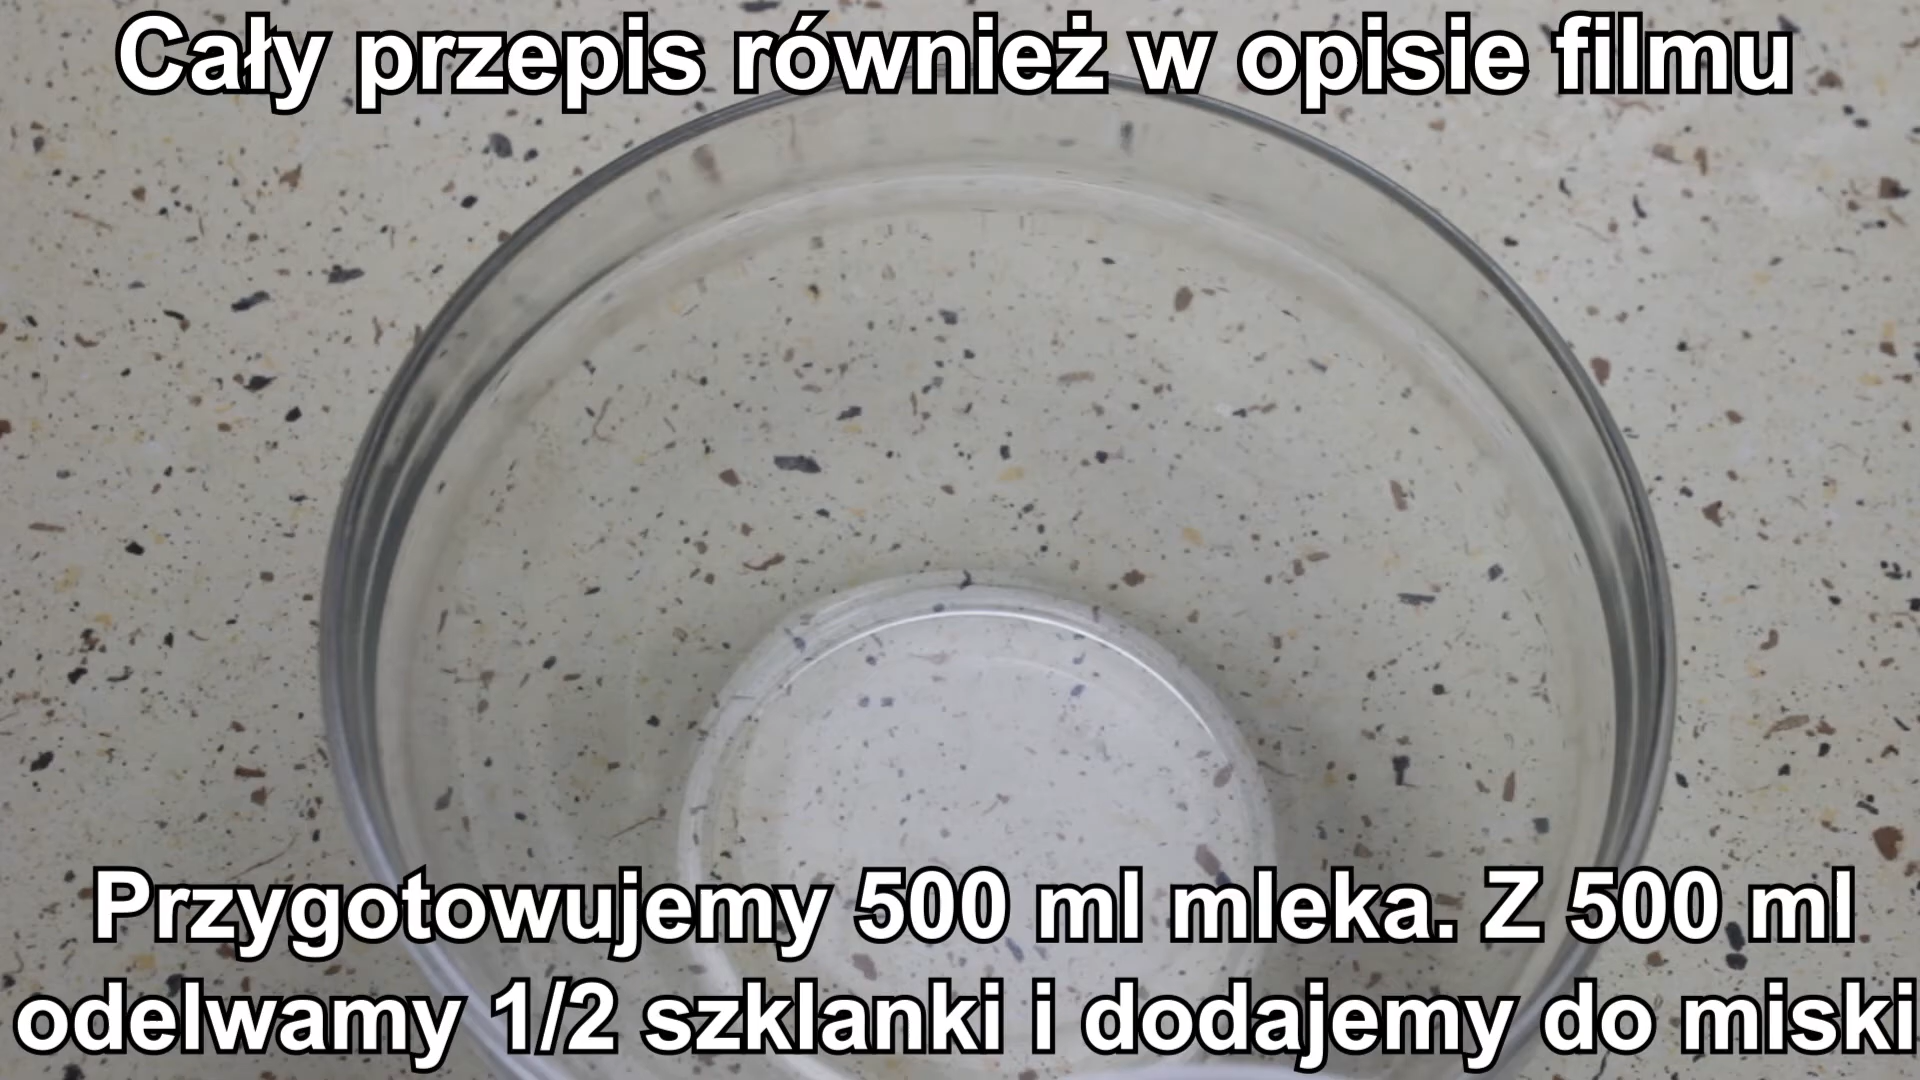 Cały przepis również w opisie filmu
Przygotowujemy 500 ml mleka. Z 500 ml
odelwamy 1/2 szklanki i dodajemy do miski